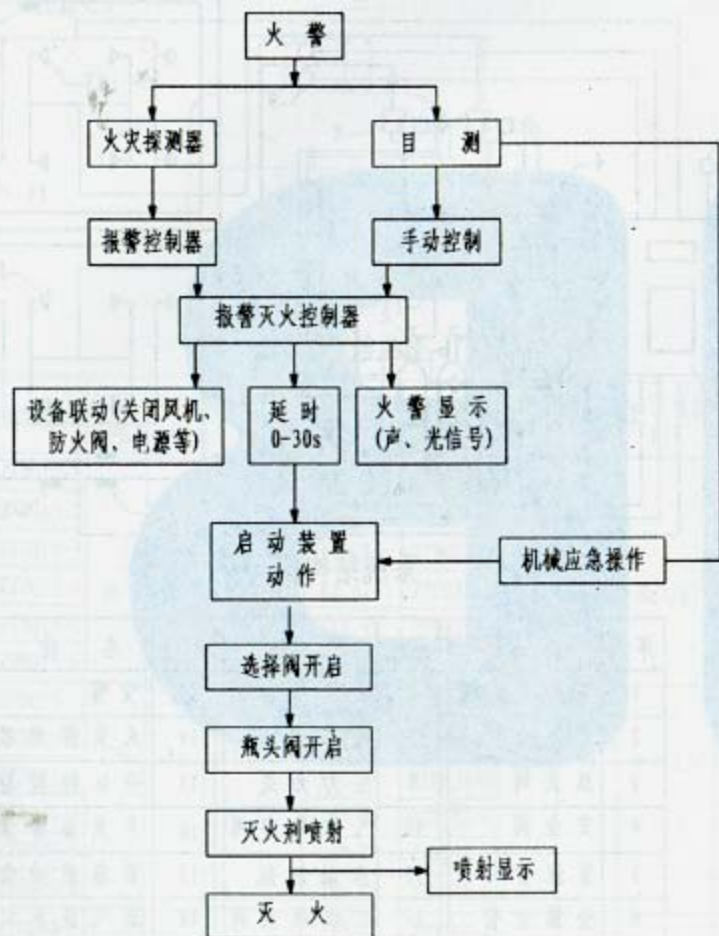 火 警
火灾探测器
目 测
报警控制器
手动控制
报警灭火控制器
设备联动(关闭风机、
防火阀、电源等)
延时
0-30s
火警显示
(声、光信号)
启动装置
动作
机械应急操作
选择阀开启
瓶头阀开启
灭火剂喷射
喷射显示
灭 火